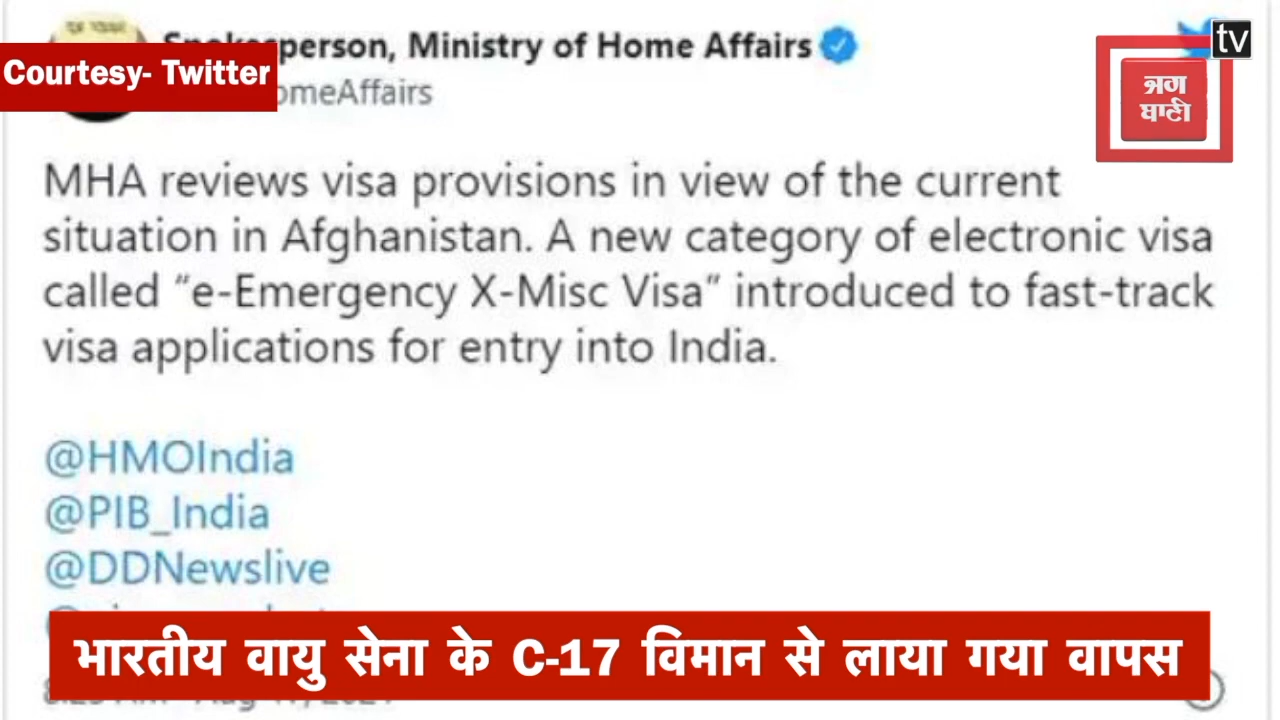 Spokesperson, Ministry of Home Affairs
tv
Courtesy- Twitter
omeAffairs
ਜਗ
ਬਾਣੀ
MHA reviews visa provisions in view of the current
situation in Afghanistan. A new category of electronic visa
called “e-Emergency X-Misc Visa” introduced to fast-track
visa applications for entry into India.
@HMOIndia
@PIB_India
@DDNewslive
भारतीय वायु सेना के C-17 विमान से लाया गया वापस